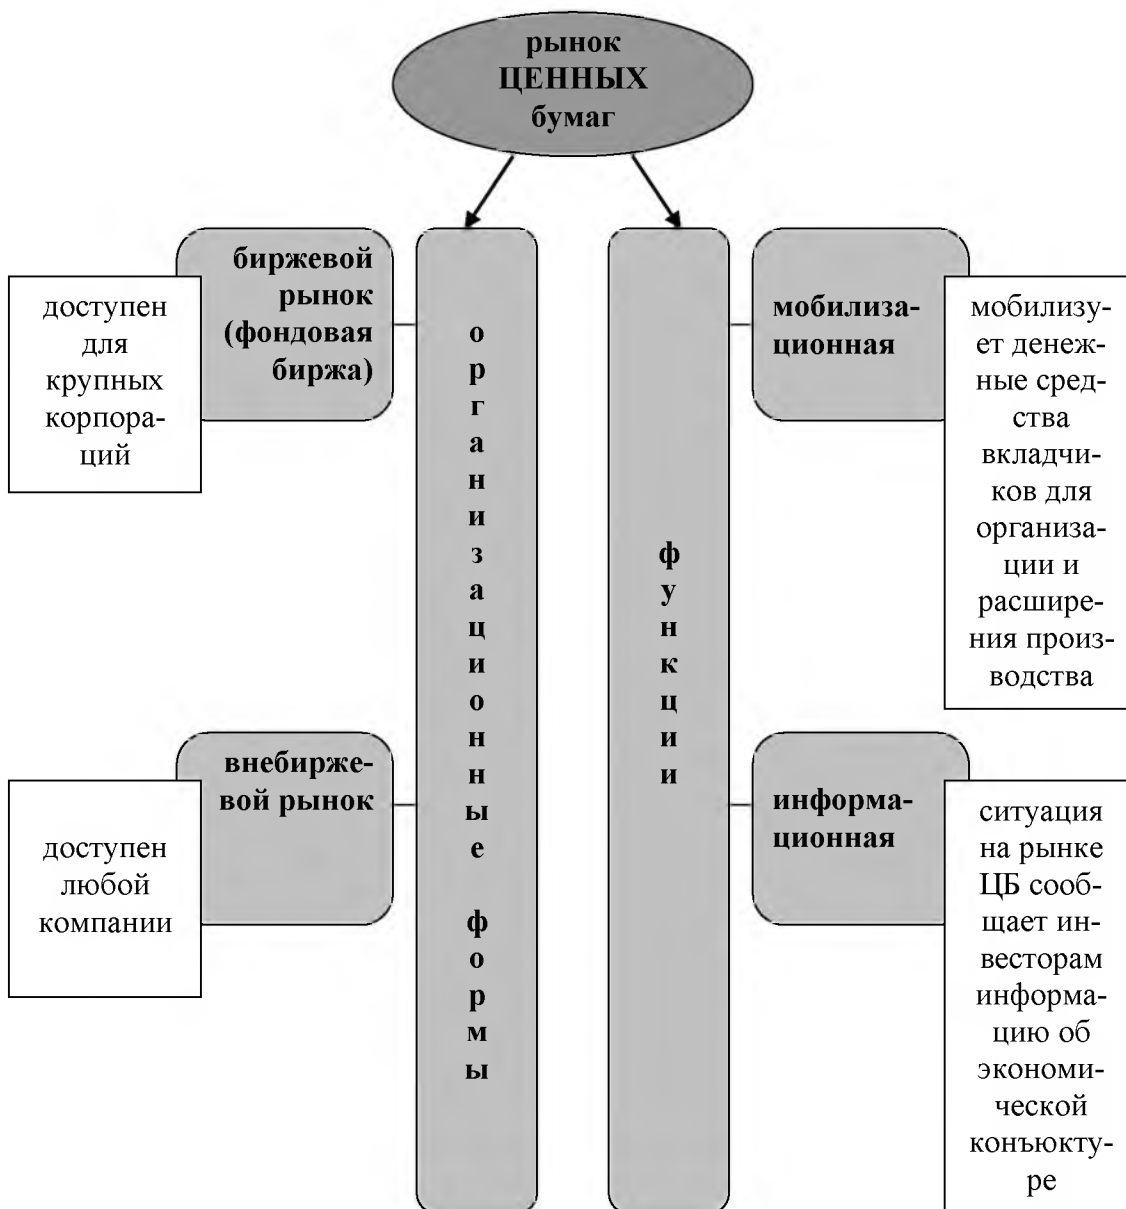 рынок
ЦЕННЫХ
бумаг
биржевой
рынок
(фондовая
биржа)
доступен
для
крупных
корпора-
ций
внебирже-
вой рынок
доступен
любой
компании
о
р
г
а
н
и
з
а
ц
и
о
н
н
ы
е
ф
о
р
м
ы
ф
у
н
к
ц
и
и
мобилиза-
ционная
мобилизу-
ет денеж-
ные сред-
ства
вкладчи-
ков для
организа-
ции и
расшире-
ния произ-
водства
информа-
ционная
ситуация
на рынке
ЦБ сооб-
щает ин-
весторам
информа-
цию об
экономи-
ческой
конъюкту-
ре